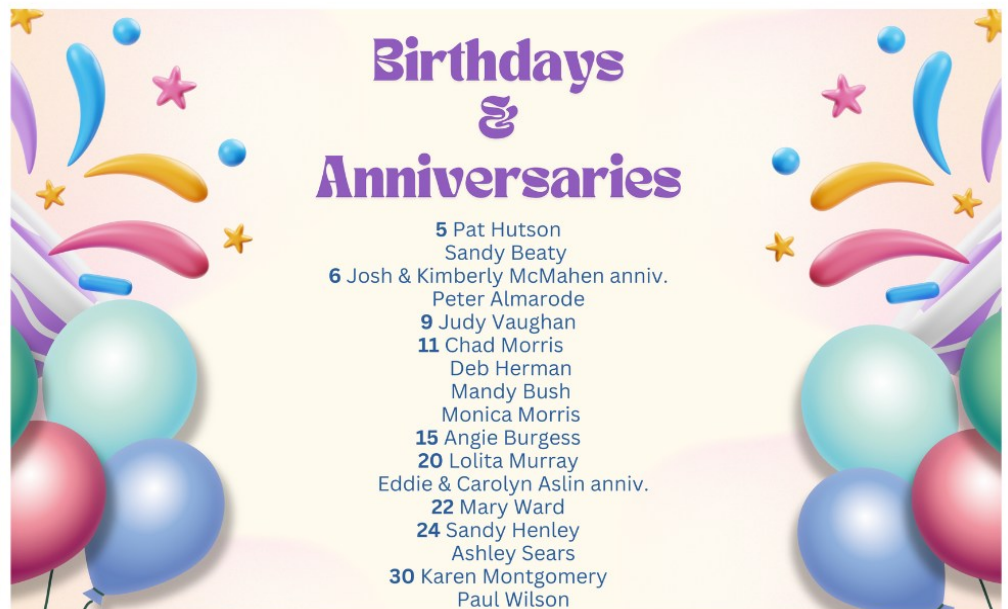 Birthdays
&
Anniversaries
5 Pat Hutson
Sandy Beaty
6 Josh & Kimberly McMahen anniv.
Peter Almarode
9 Judy Vaughan
11 Chad Morris
Deb Herman
Mandy Bush
Monica Morris
15 Angie Burgess
20 Lolita Murray
Eddie & Carolyn Aslin anniv.
22 Mary Ward
24 Sandy Henley
Ashley Sears
30 Karen Montgomery
Paul Wilson